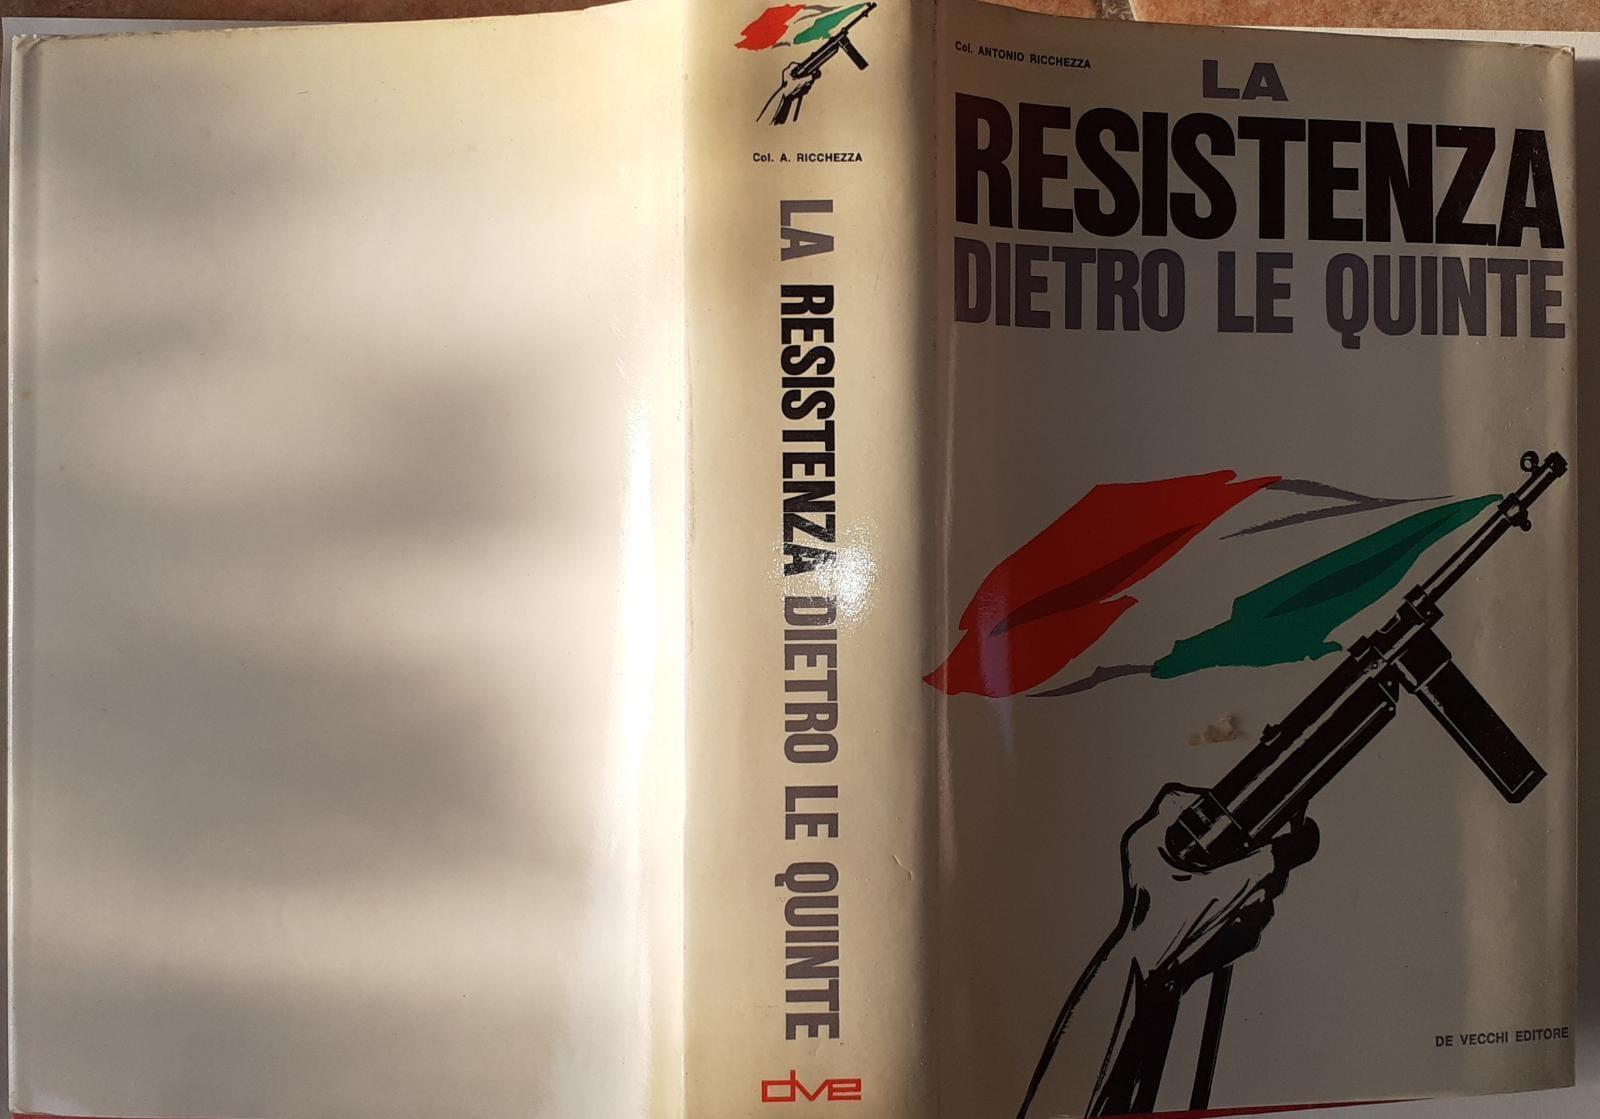 Col. A. RICCHEZZA
LA RESISTENZA DIETRO LE QUINTE
dve
Col. ANTONIO RICCHEZZA
LA
RESISTENZA
DIETRO LE QUINTE
DE VECCHI EDITORE